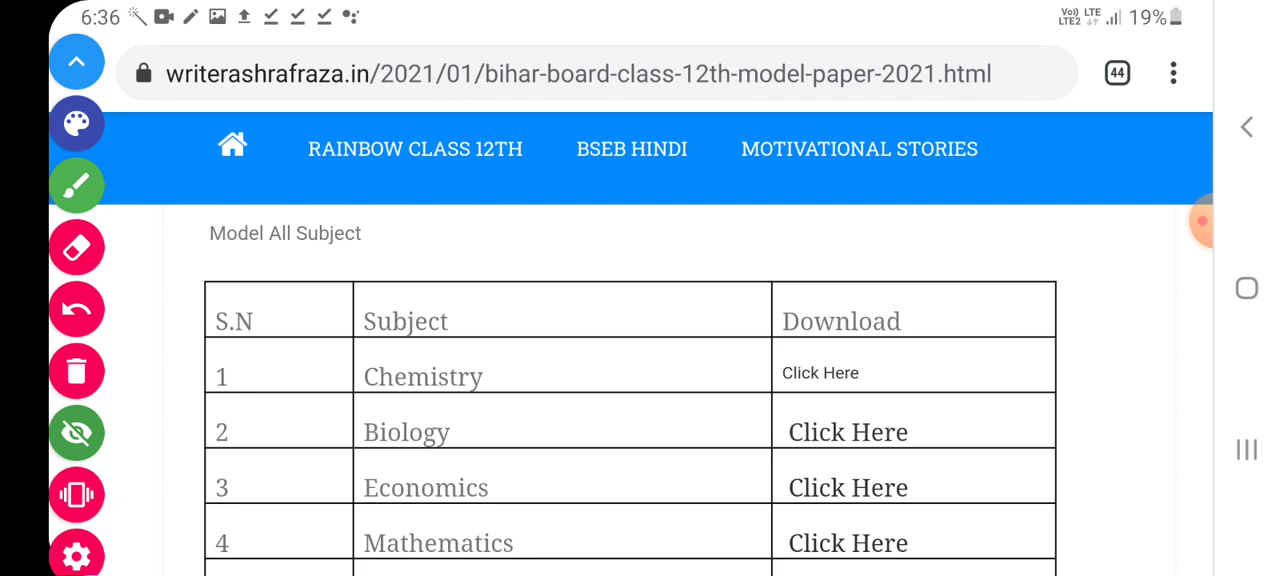 6:36
Vo)) LTE
LTE2
19%
writerashrafraza.in/2021/01/bihar-board-class-12th-model-paper-2021.html
44
RAINBOW CLASS 12TH BSEB HINDI MOTIVATIONAL STORIES
Model All Subject
S.N Subject Download
1 Chemistry Click Here
2 Biology Click Here
3 Economics Click Here
4 Mathematics Click Here